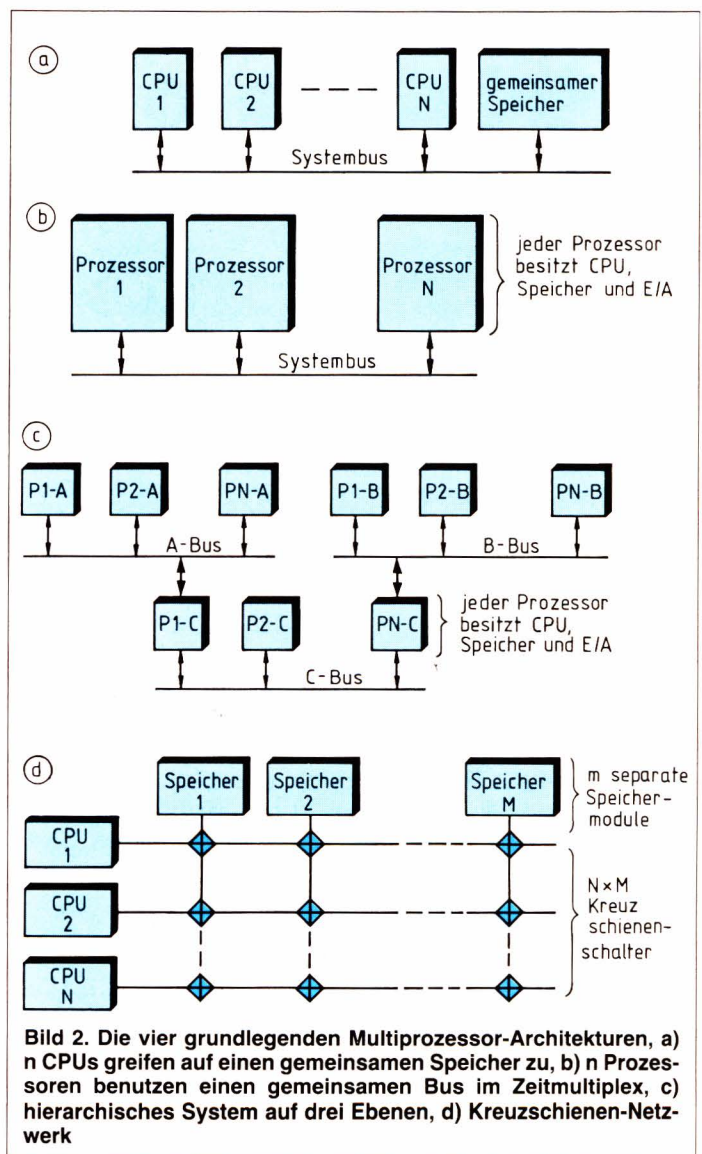 a
CPU
1
CPU
2
CPU
N
gemeinsamer
Speicher
Systembus
b
Prozessor
1
Prozessor
2
Prozessor
N
jeder Prozessor
besitzt CPU,
Speicher und E/A
Systembus
c
P1-A
P2-A
PN-A
P1-B
P2-B
PN-B
A-Bus
B-Bus
P1-C
P2-C
PN-C
jeder Prozessor
besitzt CPU,
Speicher und E/A
C-Bus
d
Speicher
1
Speicher
2
Speicher
M
m separate
Speicher-
module
CPU
1
CPU
2
CPU
N
N×M
Kreuz
schienen-
schalter
Bild 2. Die vier grundlegenden Multiprozessor-Architekturen, a)
n CPUs greifen auf einen gemeinsamen Speicher zu, b) n Prozes-
soren benutzen einen gemeinsamen Bus im Zeitmultiplex, c)
hierarchisches System auf drei Ebenen, d) Kreuzschienen-Netz-
werk